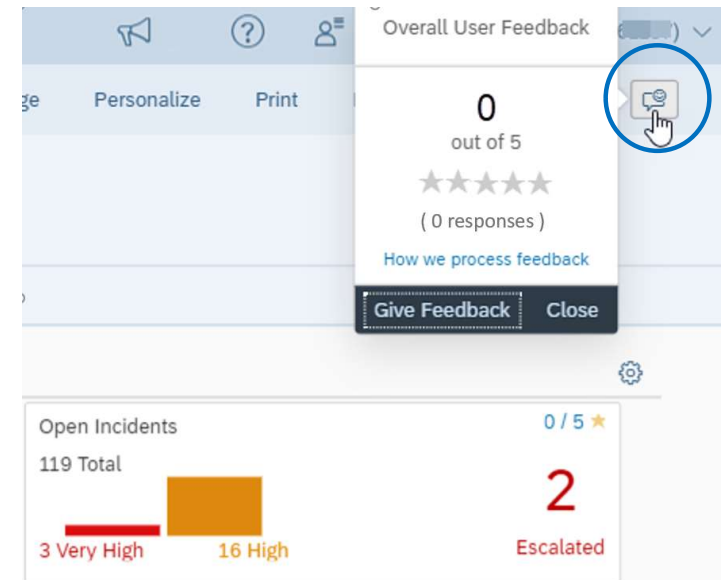 Overall User Feedback
Personalize Print
0
out of 5
( 0 responses )
How we process feedback
Give Feedback Close
Open Incidents 0 / 5
119 Total
2
3 Very High 16 High Escalated